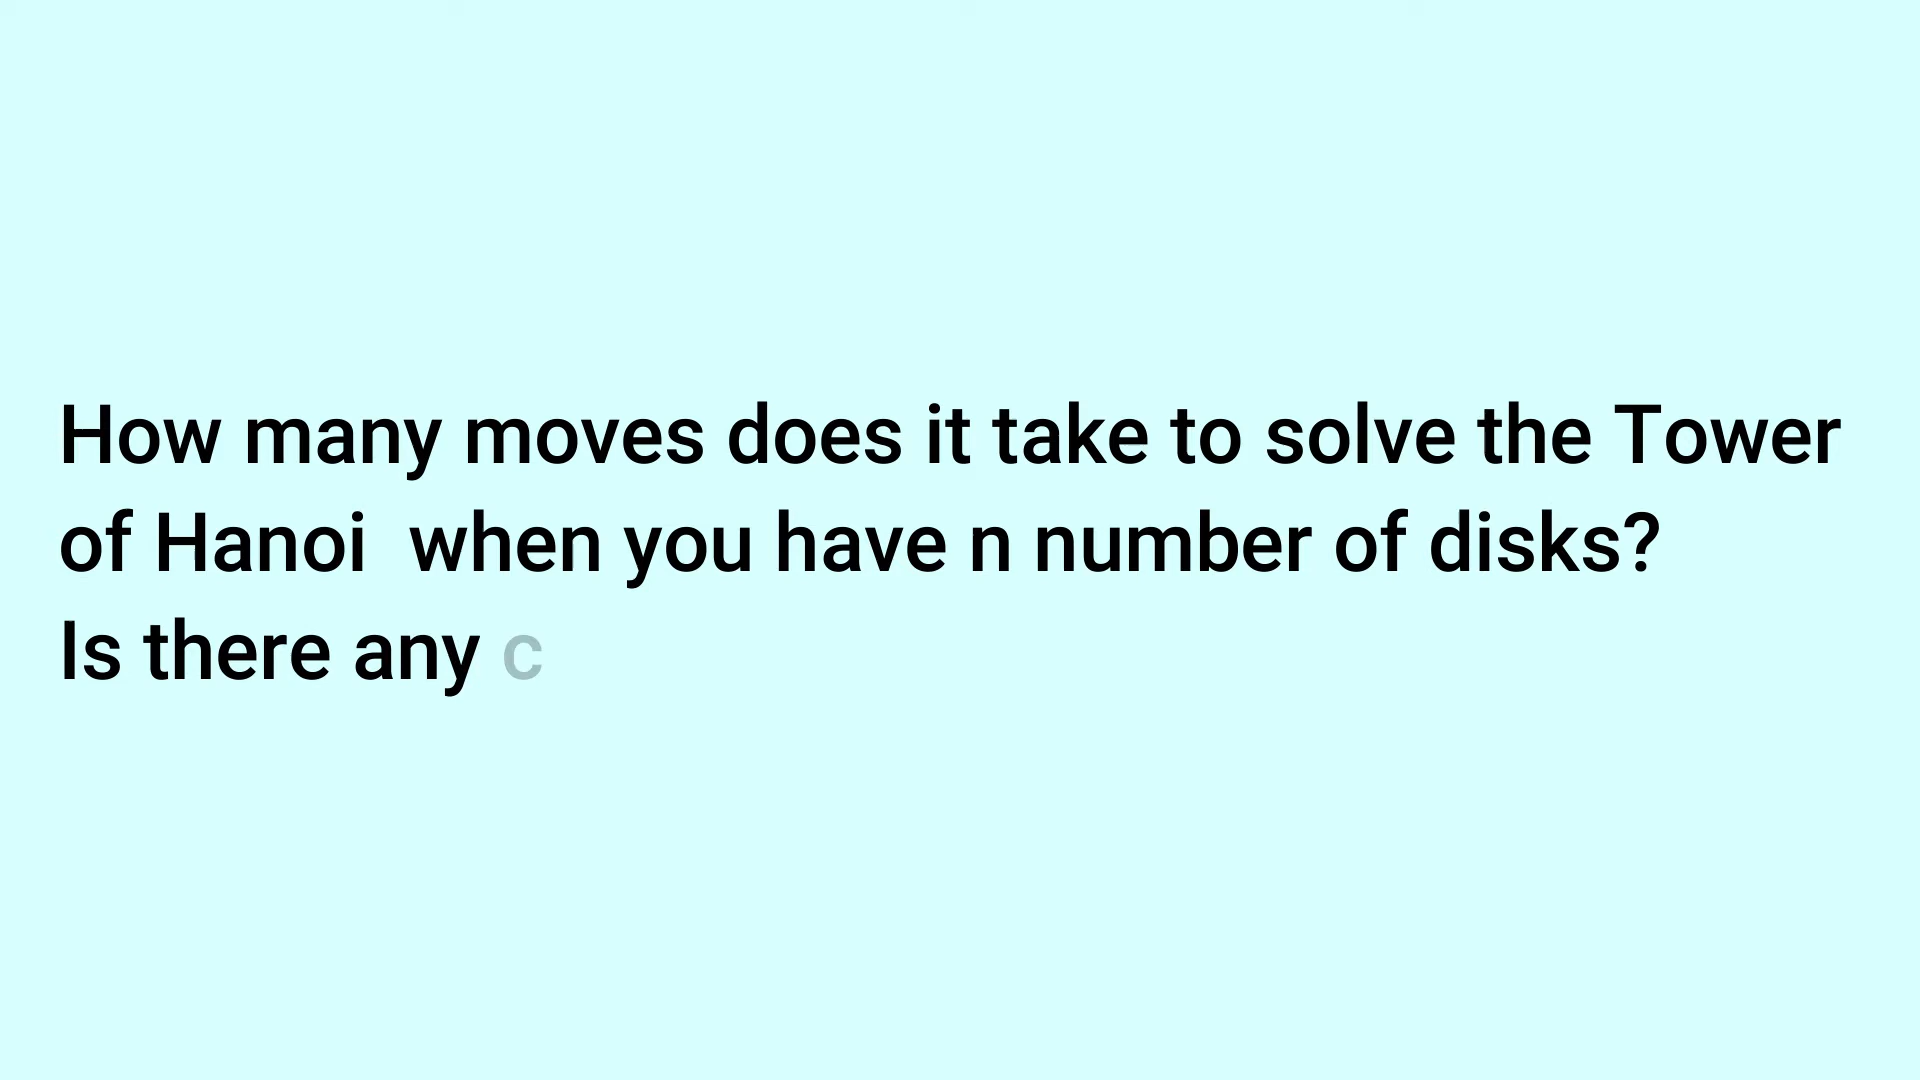 How many moves does it take to solve the Tower
of Hanoi  when you have n number of disks?
Is there any c